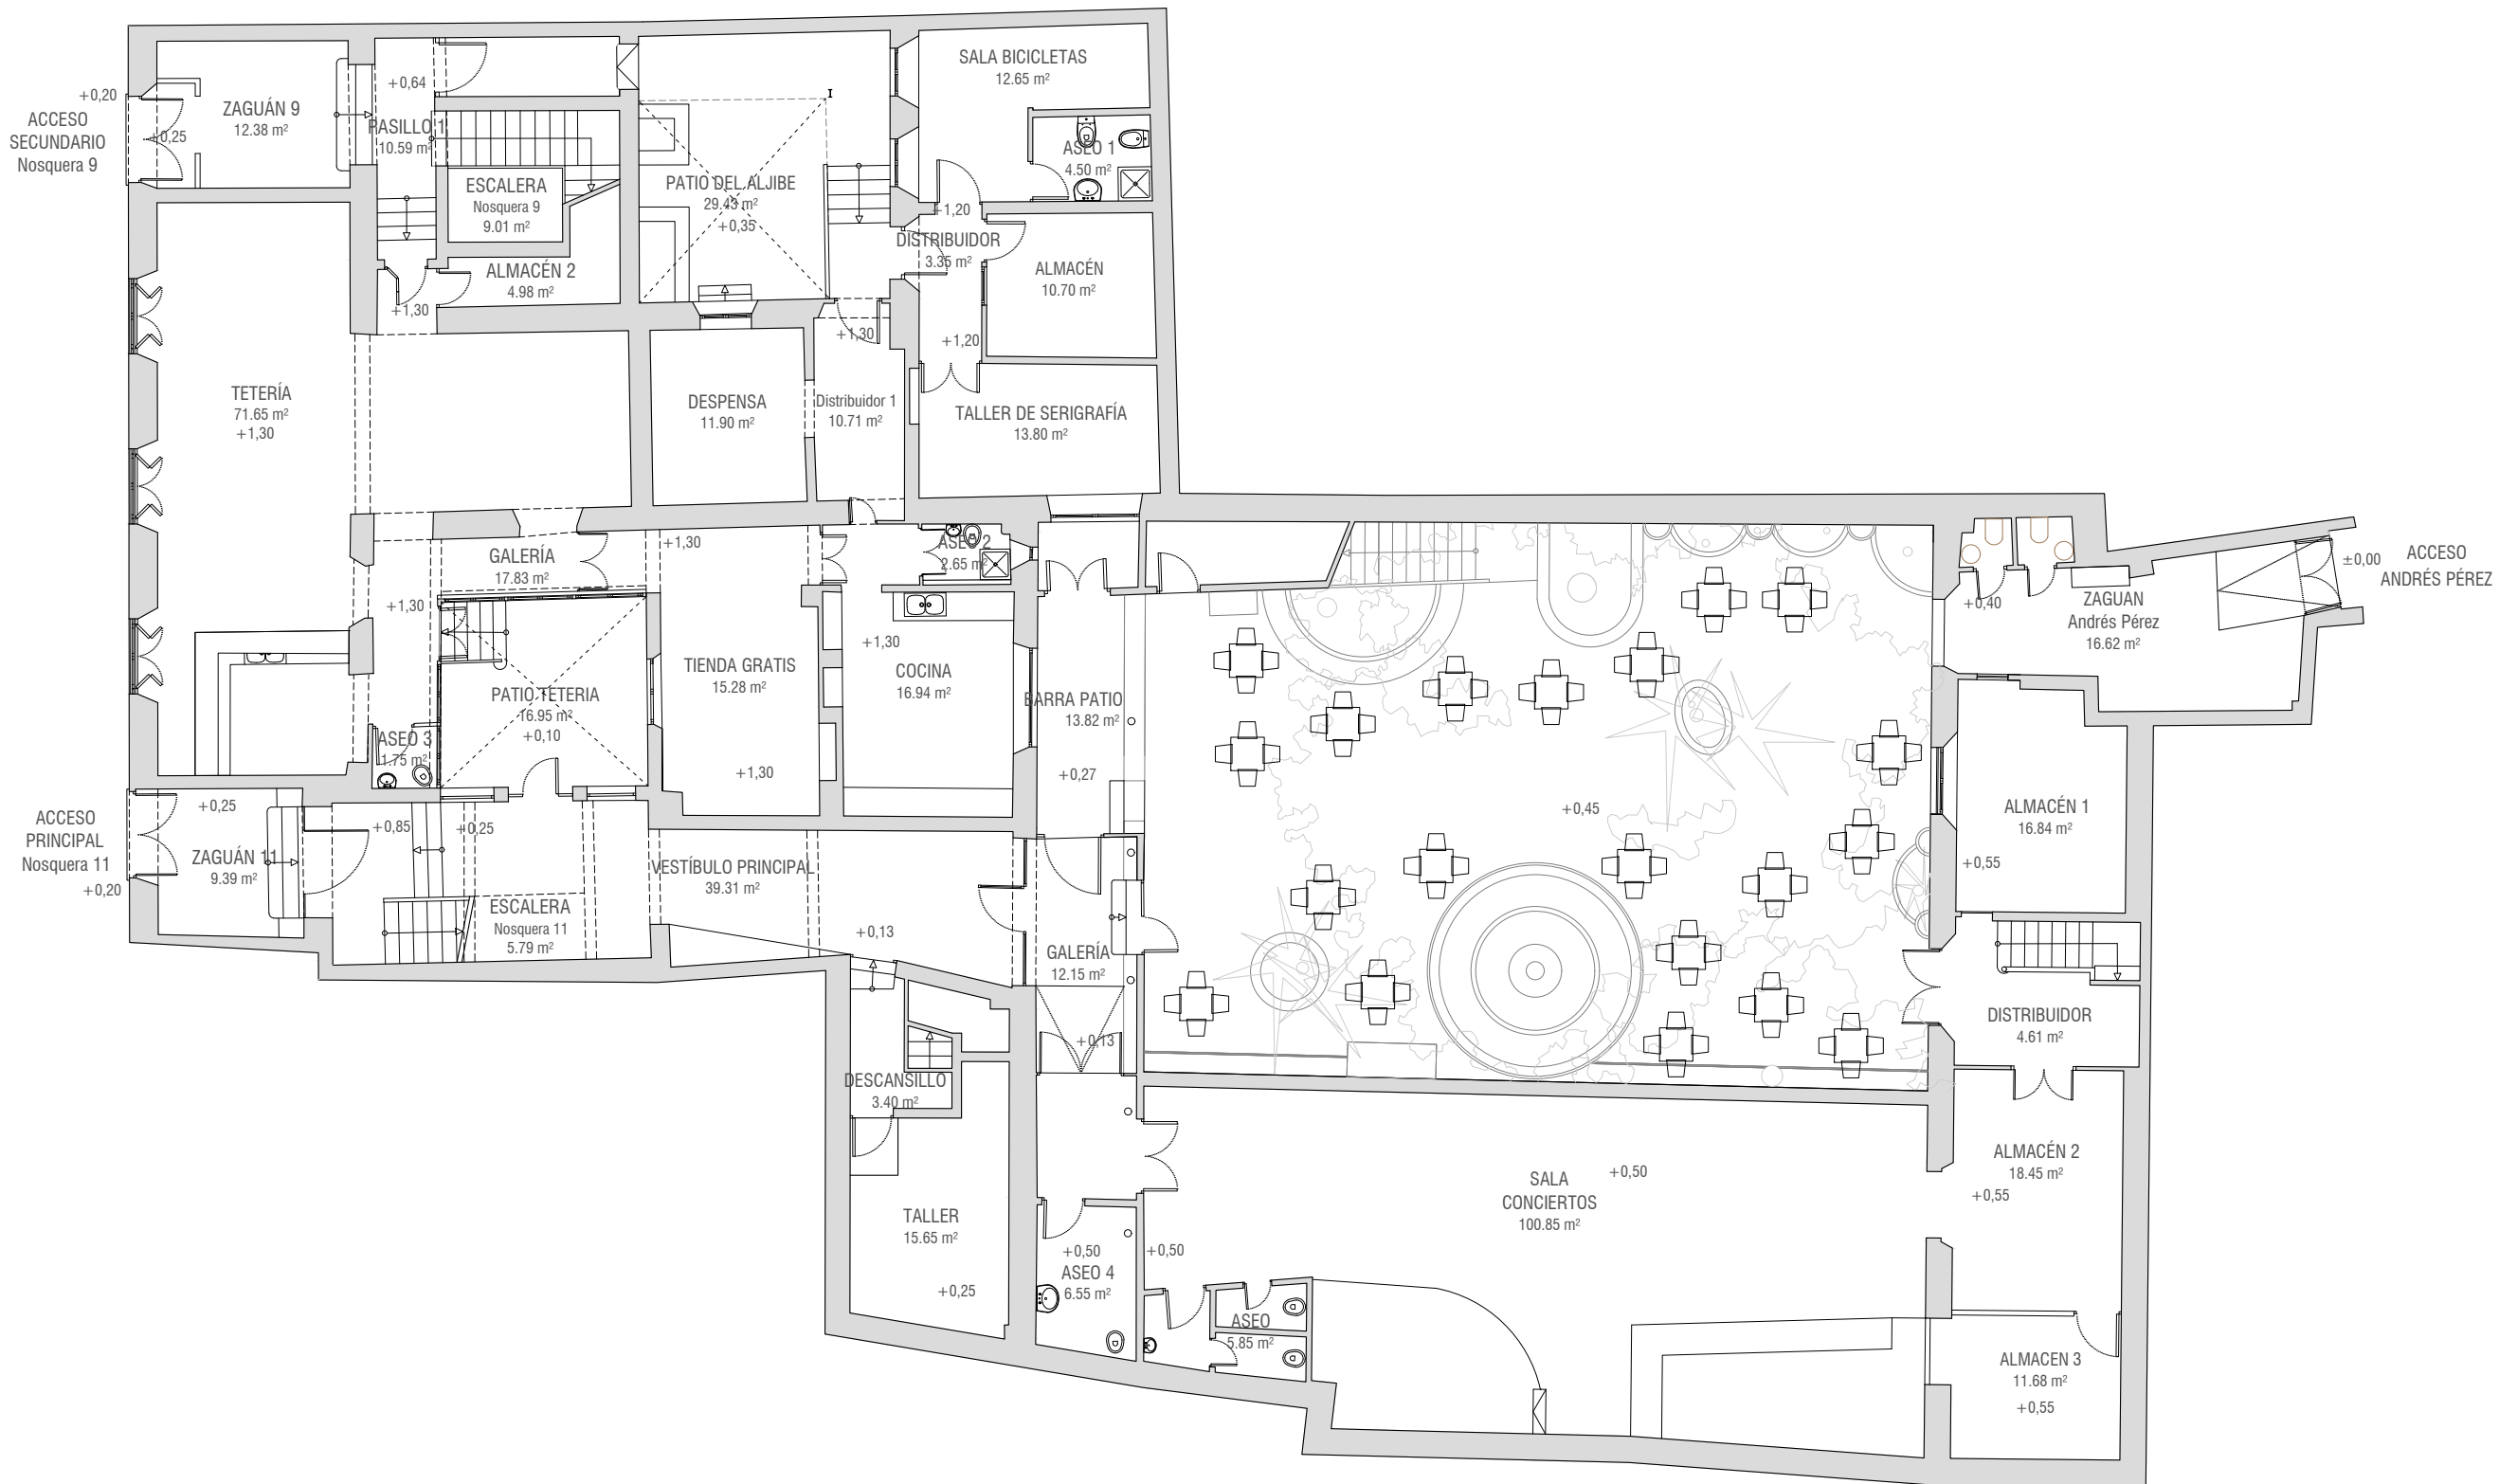 SALA BICICLETAS
12.65 m²
+0,64
+0,20
ZAGUÁN 9
12.38 m²
ACCESO
SECUNDARIO
Nosquera 9
+0,25
PASILLO 1
10.59 m²
ASEO 1
4.50 m²
ESCALERA
Nosquera 9
9.01 m²
PATIO DEL ALJIBE
29.43 m²
+0,35
+1,20
DISTRIBUIDOR
3.35 m²
ALMACÉN 2
4.98 m²
ALMACÉN
10.70 m²
+1,30
+1,30
+1,20
TETERÍA
71.65 m²
+1,30
DESPENSA
11.90 m²
Distribuidor 1
10.71 m²
TALLER DE SERIGRAFÍA
13.80 m²
GALERÍA
17.83 m²
+1,30
ASEO 2
2.65 m²
±0,00
ACCESO
ANDRÉS PÉREZ
+1,30
+0,40
ZAGUAN
Andrés Pérez
16.62 m²
+1,30
TIENDA GRATIS
15.28 m²
COCINA
16.94 m²
PATIO TETERIA
16.95 m²
+0,10
BARRA PATIO
13.82 m²
ASEO 3
1.75 m²
+1,30
+0,27
+0,45
ALMACÉN 1
16.84 m²
+0,55
ACCESO
PRINCIPAL
Nosquera 11
+0,20
+0,25
+0,85
+0,25
ZAGUÁN 11
9.39 m²
VESTÍBULO PRINCIPAL
39.31 m²
ESCALERA
Nosquera 11
5.79 m²
+0,13
GALERÍA
12.15 m²
+0,13
DISTRIBUIDOR
4.61 m²
DESCANSILLO
3.40 m²
ALMACÉN 2
18.45 m²
+0,55
SALA
CONCIERTOS
100.85 m²
+0,50
TALLER
15.65 m²
+0,25
+0,50
ASEO 4
6.55 m²
+0,50
ASEO
5.85 m²
ALMACEN 3
11.68 m²
+0,55